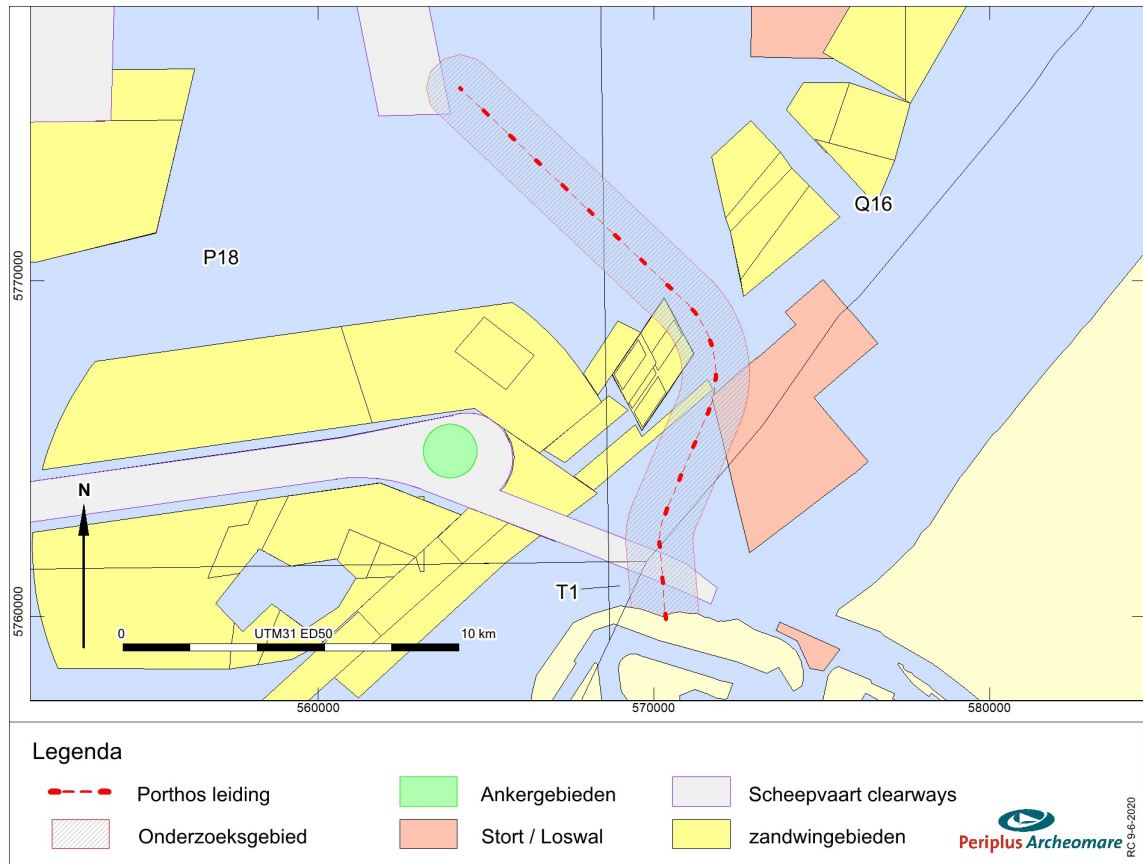 Q16
P18
5770000
N
T1
5760000
0 UTM31 ED50 10 km
560000 570000 580000
Legenda
Porthos leiding Ankergebieden Scheepvaart clearways
Onderzoeksgebied Stort / Loswal zandwingebieden
Periplus Archeomare
RC 9-6-2020